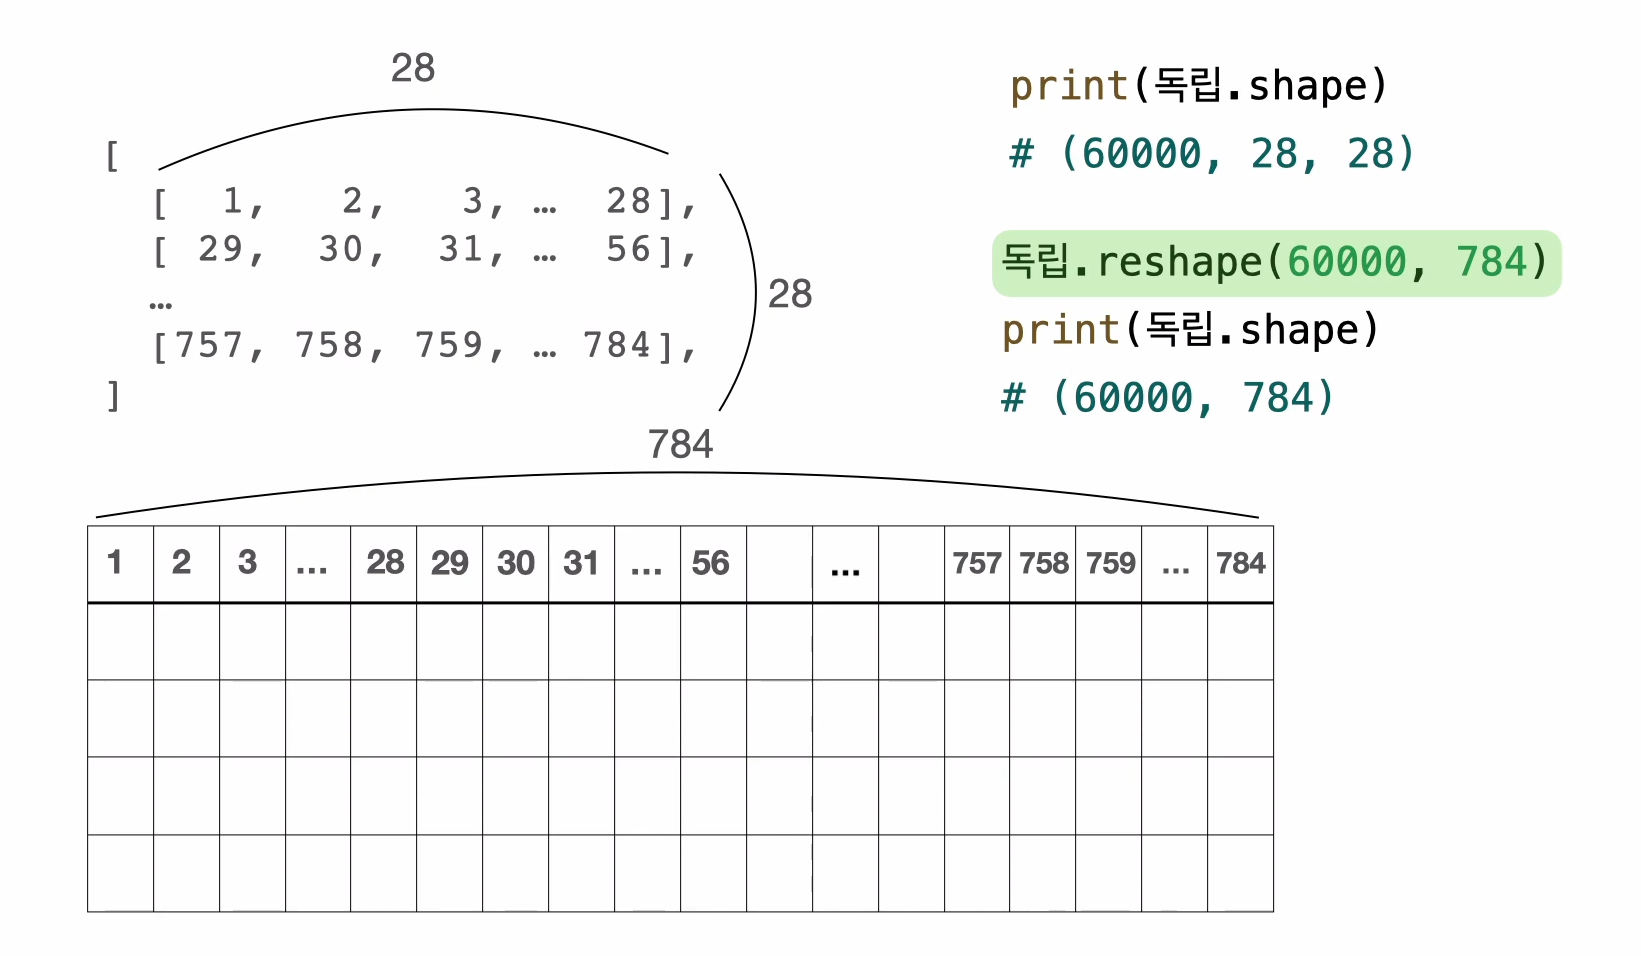 28
[
[ 1, 2, 3, … 28],
[ 29, 30, 31, … 56],
…
[757, 758, 759, … 784],
]
28
print(독립.shape)
# (60000, 28, 28)
독립.reshape(60000, 784)
print(독립.shape)
# (60000, 784)
784
1 2 3 … 28 29 30 31 … 56 … 757 758 759 … 784